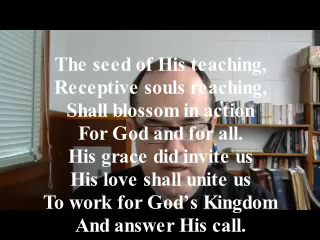 The seed of His teaching,
Receptive souls reaching,
Shall blossom in action
For God and for all.
His grace did invite us
His love shall unite us
To work for God's Kingdom
And answer His call.